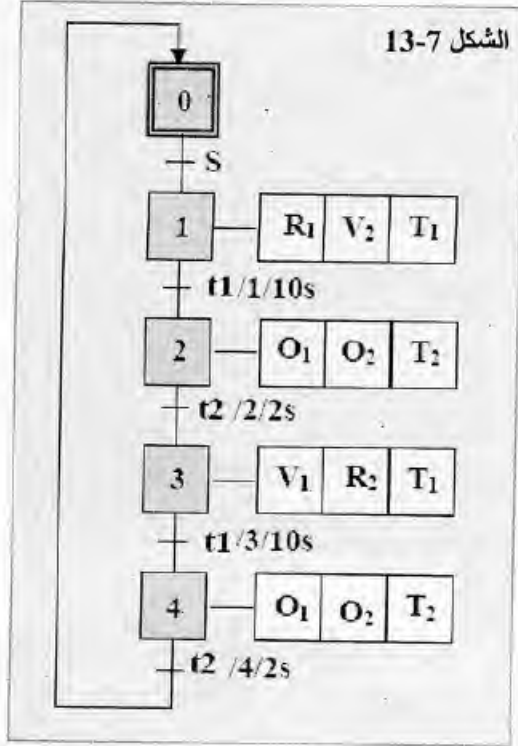 الشكل 7-13
0
S
1 R₁ V₂ T₁
t1/1/10s
2 O₁ O₂ T₂
t2 /2/2s
3 V₁ R₂ T₁
t1/3/10s
4 O₁ O₂ T₂
t2 /4/2s